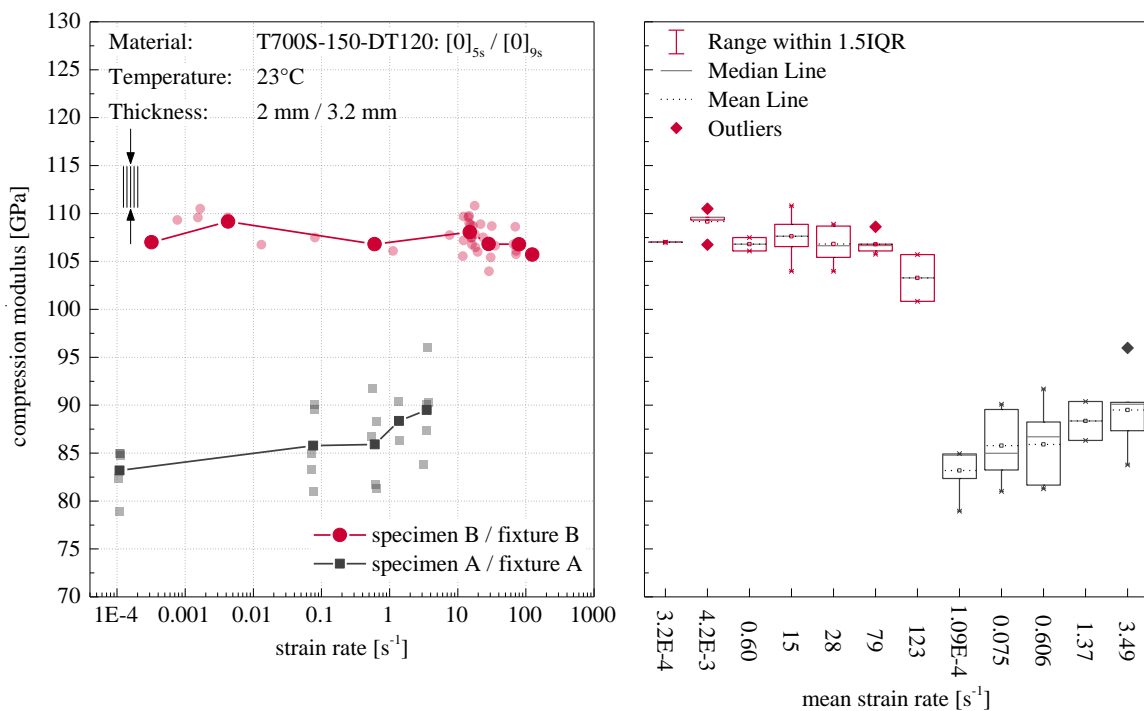 130
125
120
115
110
105
100
95
90
85
80
75
70
compression modulus [GPa]
Material: T700S-150-DT120: [0]5s / [0]9s
Temperature: 23°C
Thickness: 2 mm / 3.2 mm
specimen B / fixture B
specimen A / fixture A
1E-4 0.001 0.01 0.1 1 10 100 1000
strain rate [s-1]
Range within 1.5IQR
Median Line
Mean Line
Outliers
3.2E-4
4.2E-3
0.60
15
28
79
123
1.09E-4
0.075
0.606
1.37
3.49
mean strain rate [s-1]